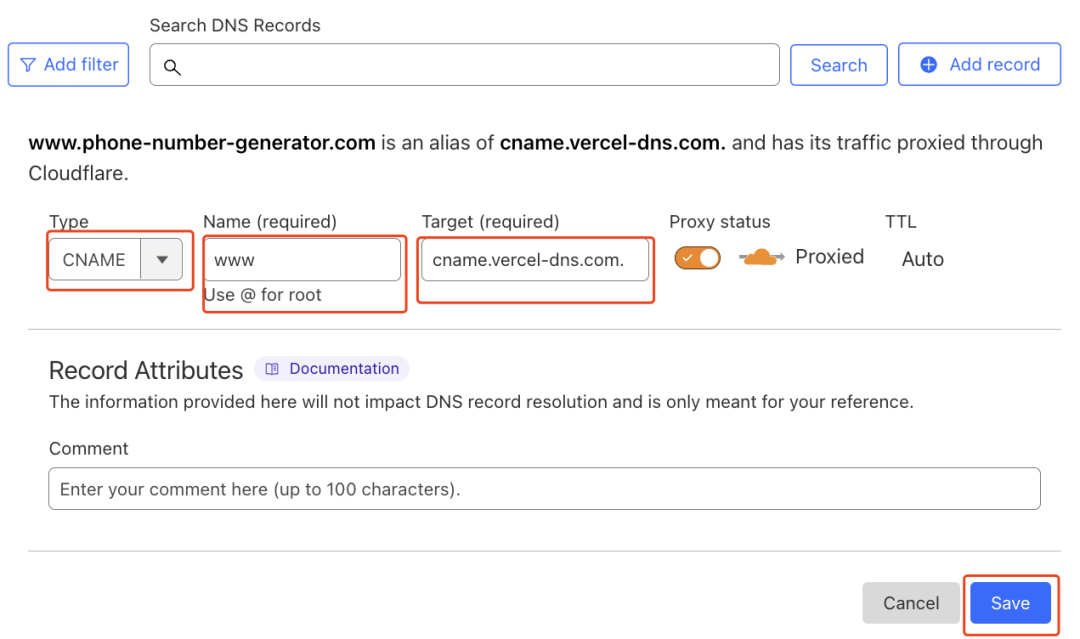 Search DNS Records
Add filter
Search
Add record
www.phone-number-generator.com is an alias of cname.vercel-dns.com. and has its traffic proxied through
Cloudflare.
Type Name (required) Target (required) Proxy status TTL
CNAME www cname.vercel-dns.com. Proxied Auto
Use @ for root
Record Attributes Documentation
The information provided here will not impact DNS record resolution and is only meant for your reference.
Comment
Enter your comment here (up to 100 characters).
Cancel Save